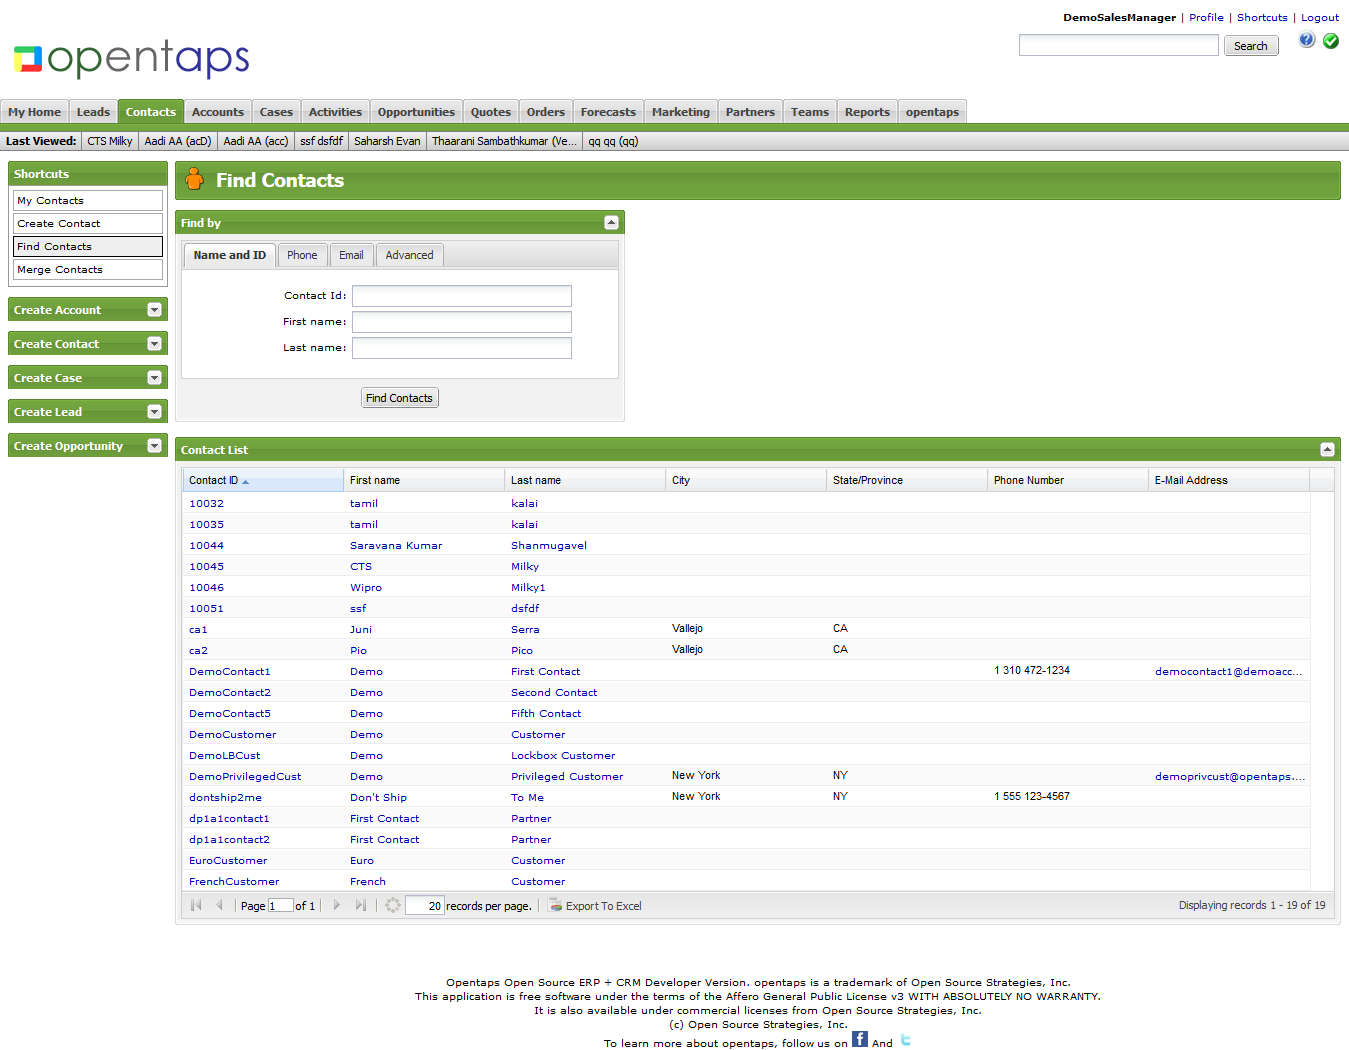 DemoSalesManager | Profile | Shortcuts | Logout
Search
opentaps
My Home Leads Contacts Accounts Cases Activities Opportunities Quotes Orders Forecasts Marketing Partners Teams Reports opentaps
Last Viewed: CTS Milky Aadi AA (acD) Aadi AA (acc) ssf dsfdf Saharsh Evan Thaarani Sambathkumar (Ve... qq qq (qq)
Shortcuts
My Contacts
Create Contact
Find Contacts
Merge Contacts
Create Account
Create Contact
Create Case
Create Lead
Create Opportunity
Find Contacts
Find by
Name and ID Phone Email Advanced
Contact Id:
First name:
Last name:
Find Contacts
Contact List
Contact ID First name Last name City State/Province Phone Number E-Mail Address
10032 tamil kalai
10035 tamil kalai
10044 Saravana Kumar Shanmugavel
10045 CTS Milky
10046 Wipro Milky1
10051 ssf dsfdf
ca1 Juni Serra Vallejo CA
ca2 Pio Pico Vallejo CA
DemoContact1 Demo First Contact 1 310 472-1234 democontact1@demoacc...
DemoContact2 Demo Second Contact
DemoContact5 Demo Fifth Contact
DemoCustomer Demo Customer
DemoLBCust Demo Lockbox Customer
DemoPrivilegedCust Demo Privileged Customer New York NY demoprivcust@opentaps....
dontship2me Don't Ship To Me New York NY 1 555 123-4567
dp1a1contact1 First Contact Partner
dp1a1contact2 First Contact Partner
EuroCustomer Euro Customer
FrenchCustomer French Customer
Page 1 of 1 20 records per page. Export To Excel Displaying records 1 - 19 of 19
Opentaps Open Source ERP + CRM Developer Version. opentaps is a trademark of Open Source Strategies, Inc.
This application is free software under the terms of the Affero General Public License v3 WITH ABSOLUTELY NO WARRANTY.
It is also available under commercial licenses from Open Source Strategies, Inc.
(c) Open Source Strategies, Inc.
To learn more about opentaps, follow us on f And t